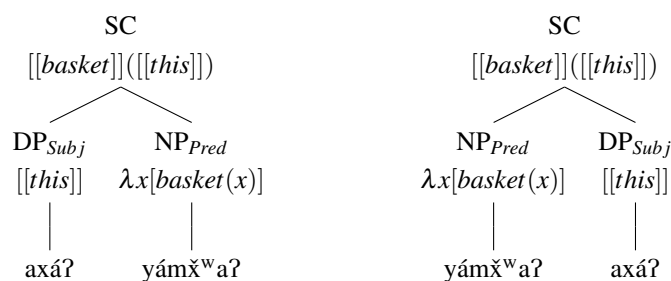 SC SC
[[basket]]([[this]]) [[basket]]([[this]])
DP_Subj NP_Pred NP_Pred DP_Subj
[[this]] λx[basket(x)] λx[basket(x)] [[this]]
axáʔ yámx̌ʷaʔ yámx̌ʷaʔ axáʔ